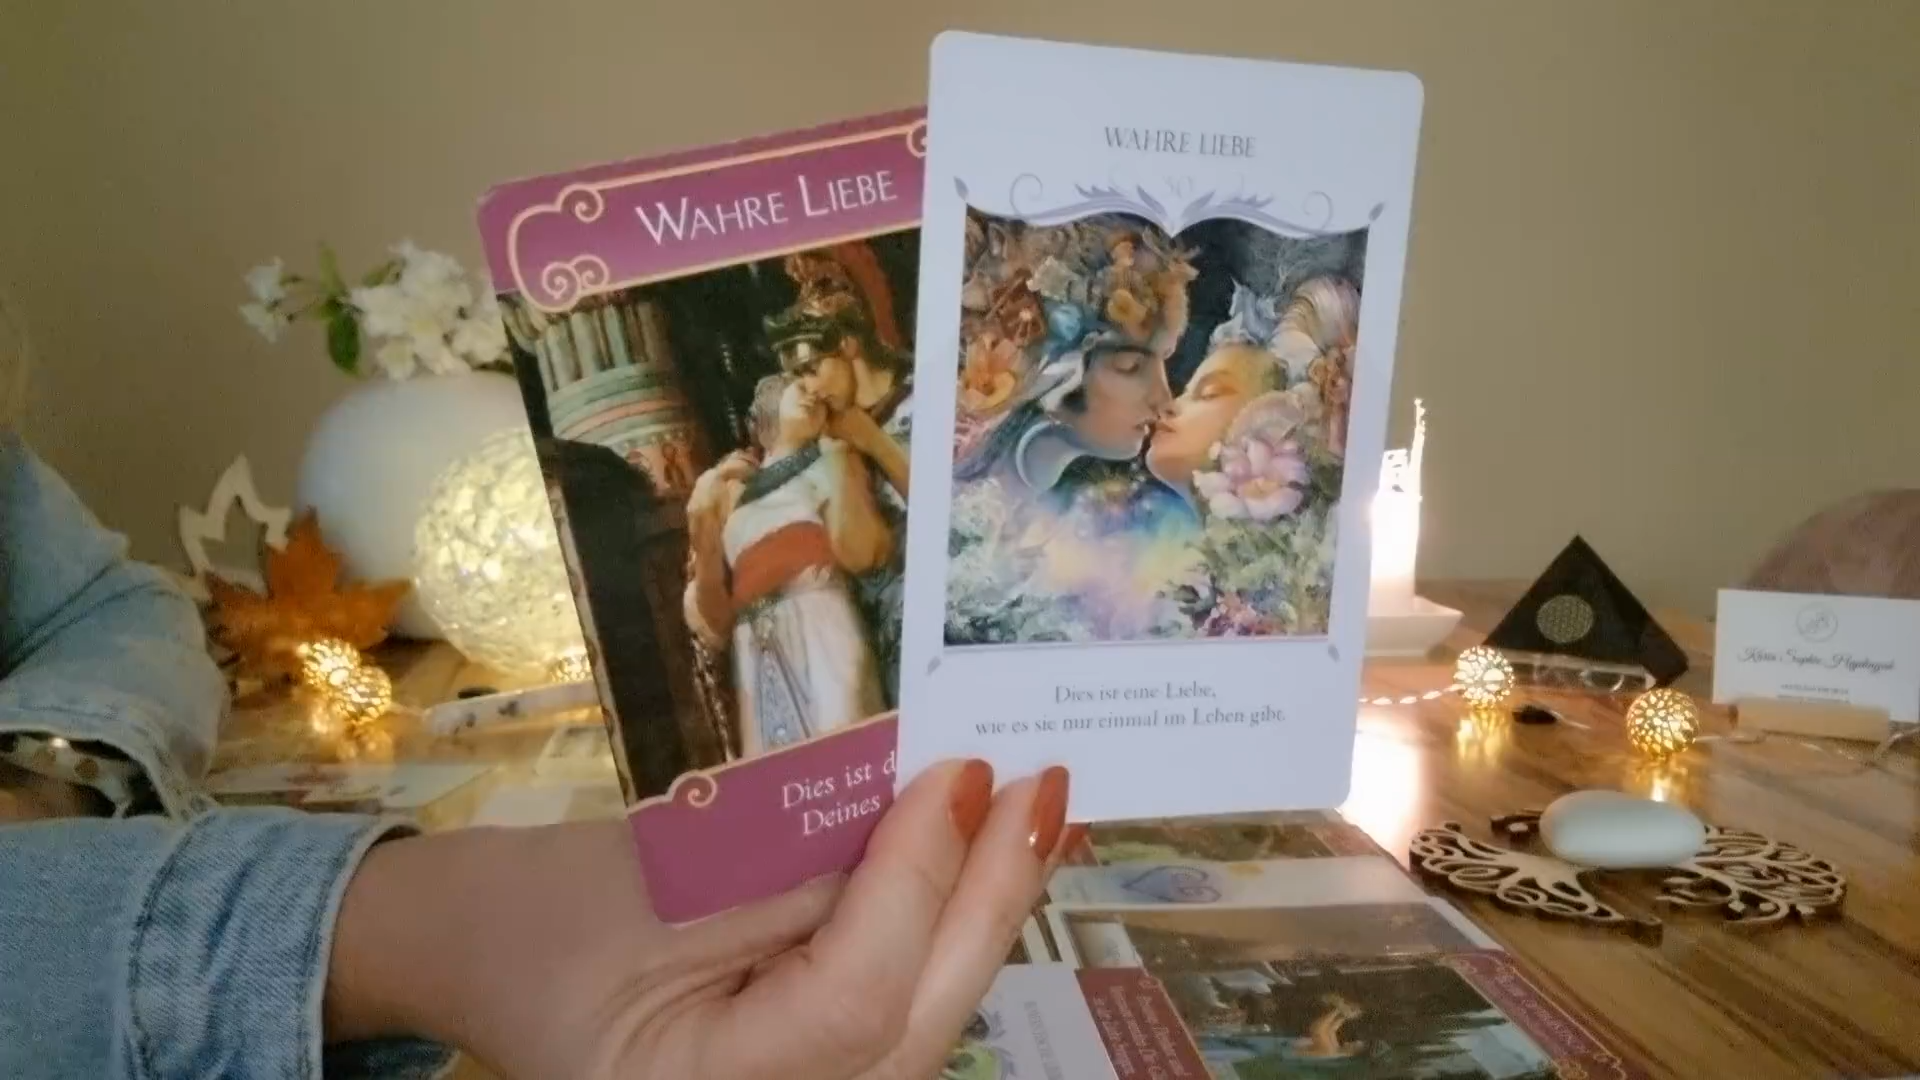 WAHRE LIEBE
Dies ist d
Deines
WAHRE LIEBE
30
Dies ist eine Liebe,
wie es sie nur einmal im Leben gibt.